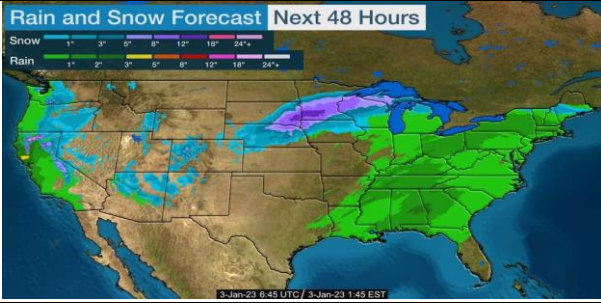 Rain and Snow Forecast Next 48 Hours
Snow 1" 3" 5" 8" 12" 18" 24"+
Rain 1" 2" 3" 5" 8" 12" 18" 24"+
3-Jan-23 6:45 UTC / 3-Jan-23 1:45 EST